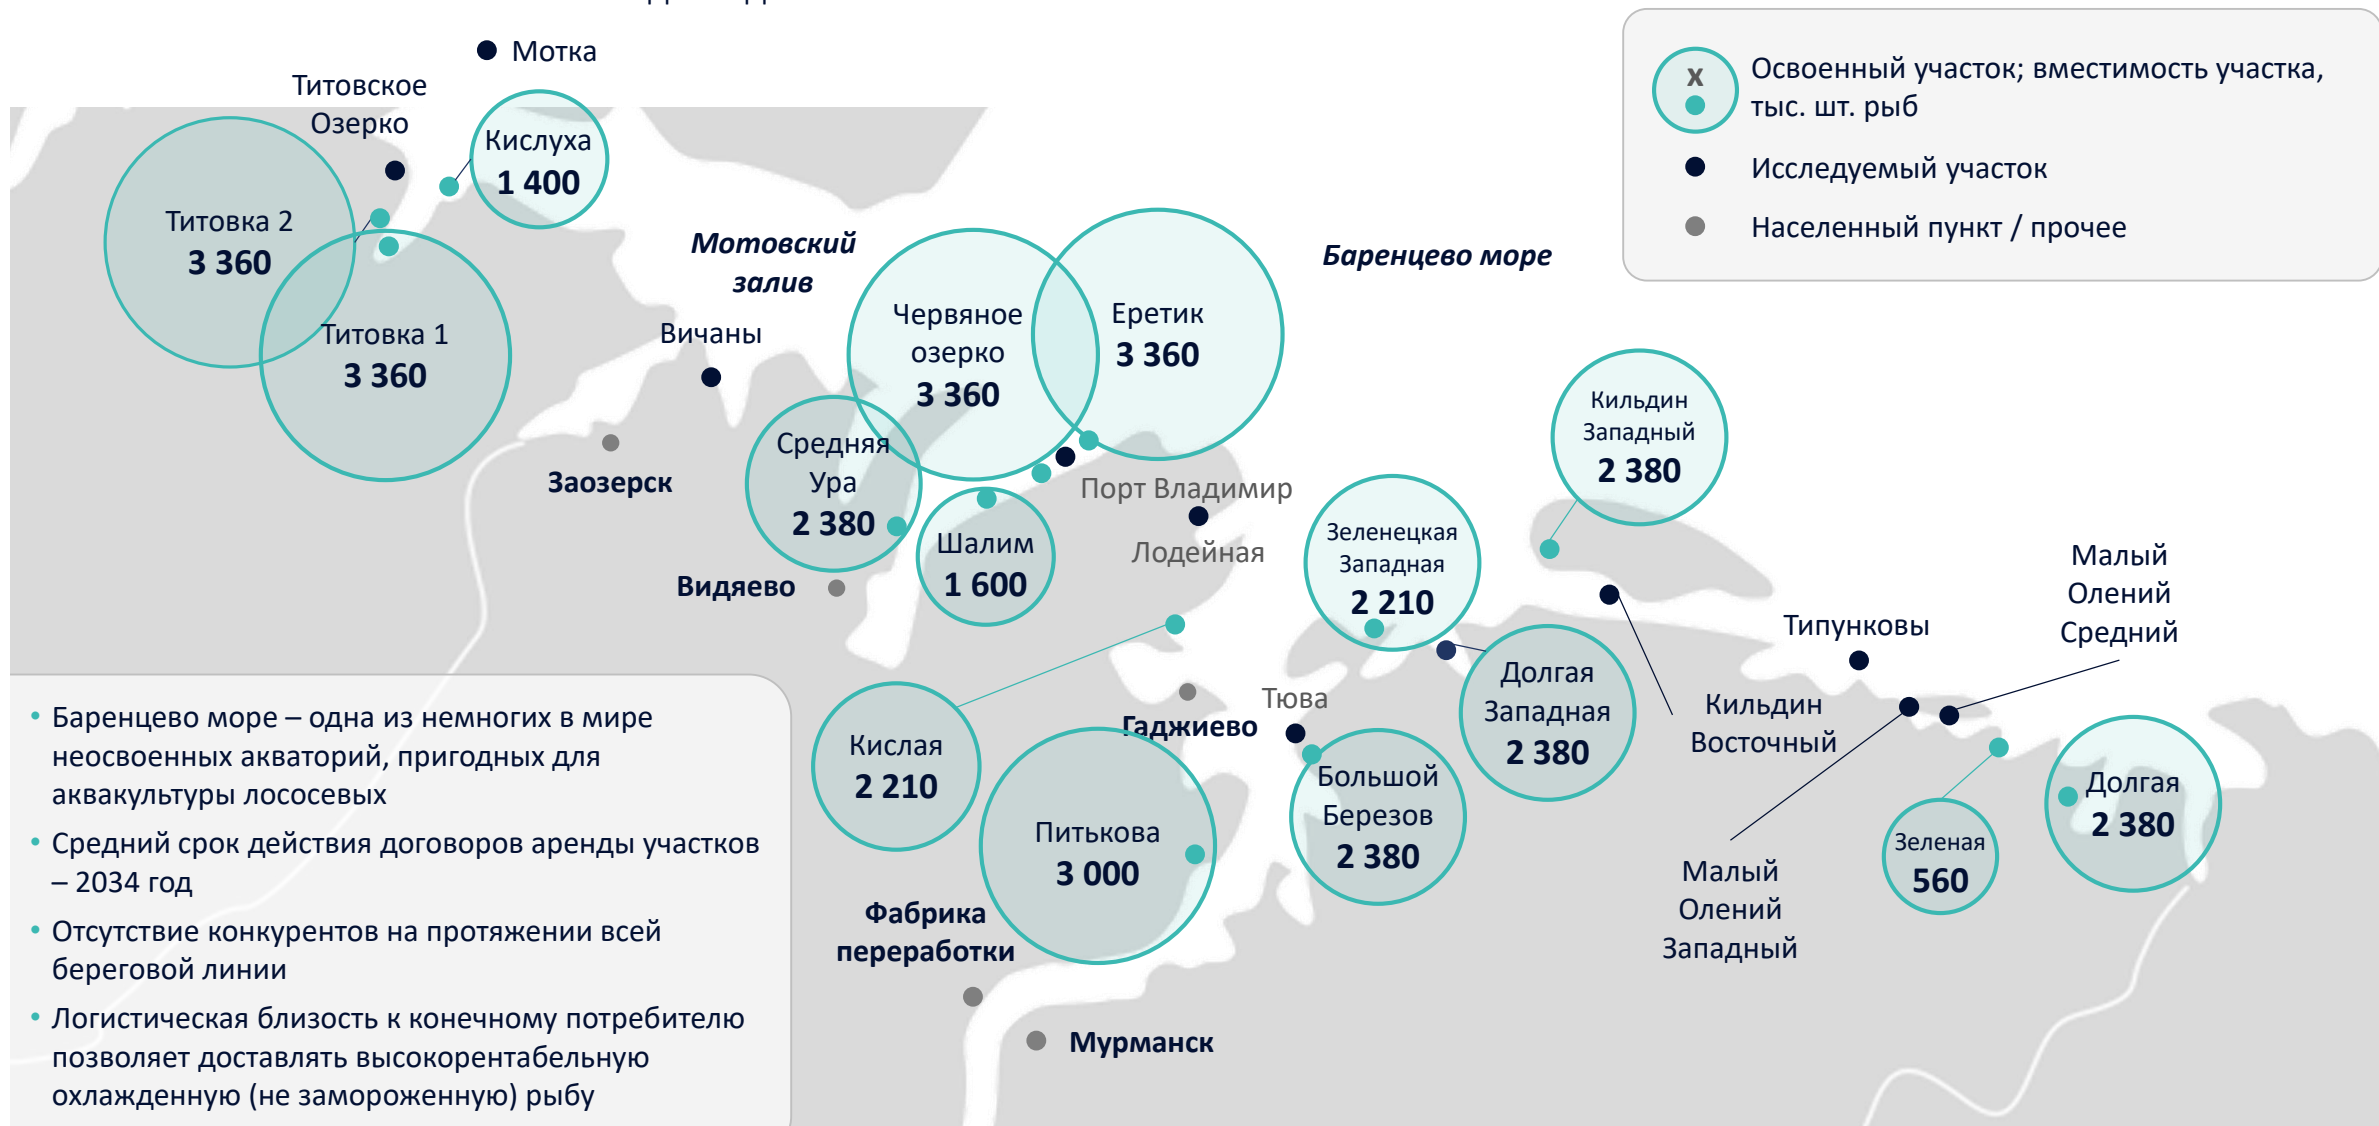 Мотка
Титовское
Озерко
Кислуха
1 400
Титовка 2
3 360
Титовка 1
3 360
Мотовский
залив
Вичаны
Заозерск
Червяное
озерко
3 360
Еретик
3 360
Баренцево море
x
Освоенный участок; вместимость участка,
тыс. шт. рыб
Исследуемый участок
Населенный пункт / прочее
Средняя
Ура
2 380
Видяево
Шалим
1 600
Порт Владимир
Лодейная
Зеленецкая
Западная
2 210
Кильдин
Западный
2 380
Долгая
Западная
2 380
Кильдин
Восточный
Типунковы
Малый
Олений
Средний
Малый
Олений
Западный
Зеленая
560
Долгая
2 380
Кислая
2 210
Гаджиево
Тюва
Питькова
3 000
Большой
Березов
2 380
Фабрика
переработки
Мурманск
• Баренцево море – одна из немногих в мире
неосвоенных акваторий, пригодных для
аквакультуры лососевых
• Средний срок действия договоров аренды участков
– 2034 год
• Отсутствие конкурентов на протяжении всей
береговой линии
• Логистическая близость к конечному потребителю
позволяет доставлять высокорентабельную
охлажденную (не замороженную) рыбу